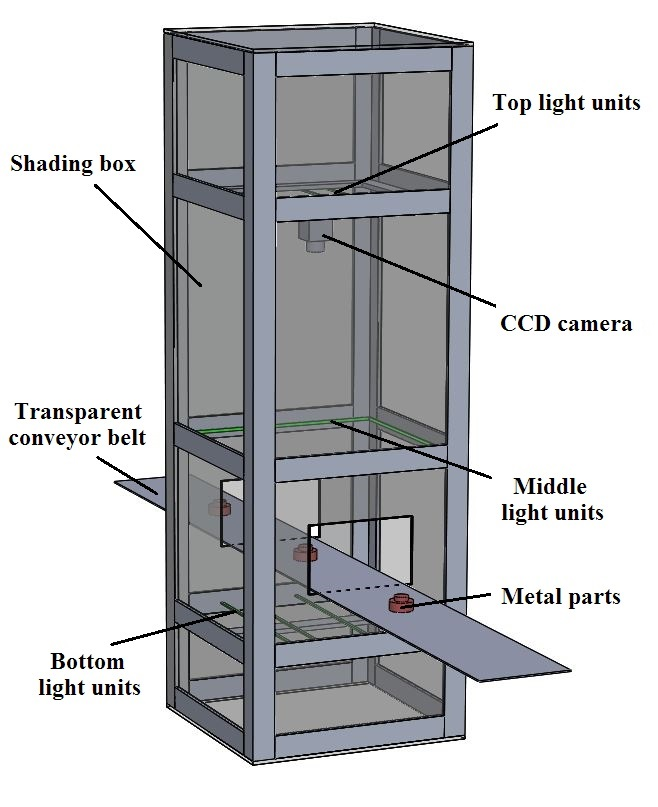 Top light units
Shading box
CCD camera
Transparent
conveyor belt
Middle
light units
Metal parts
Bottom
light units